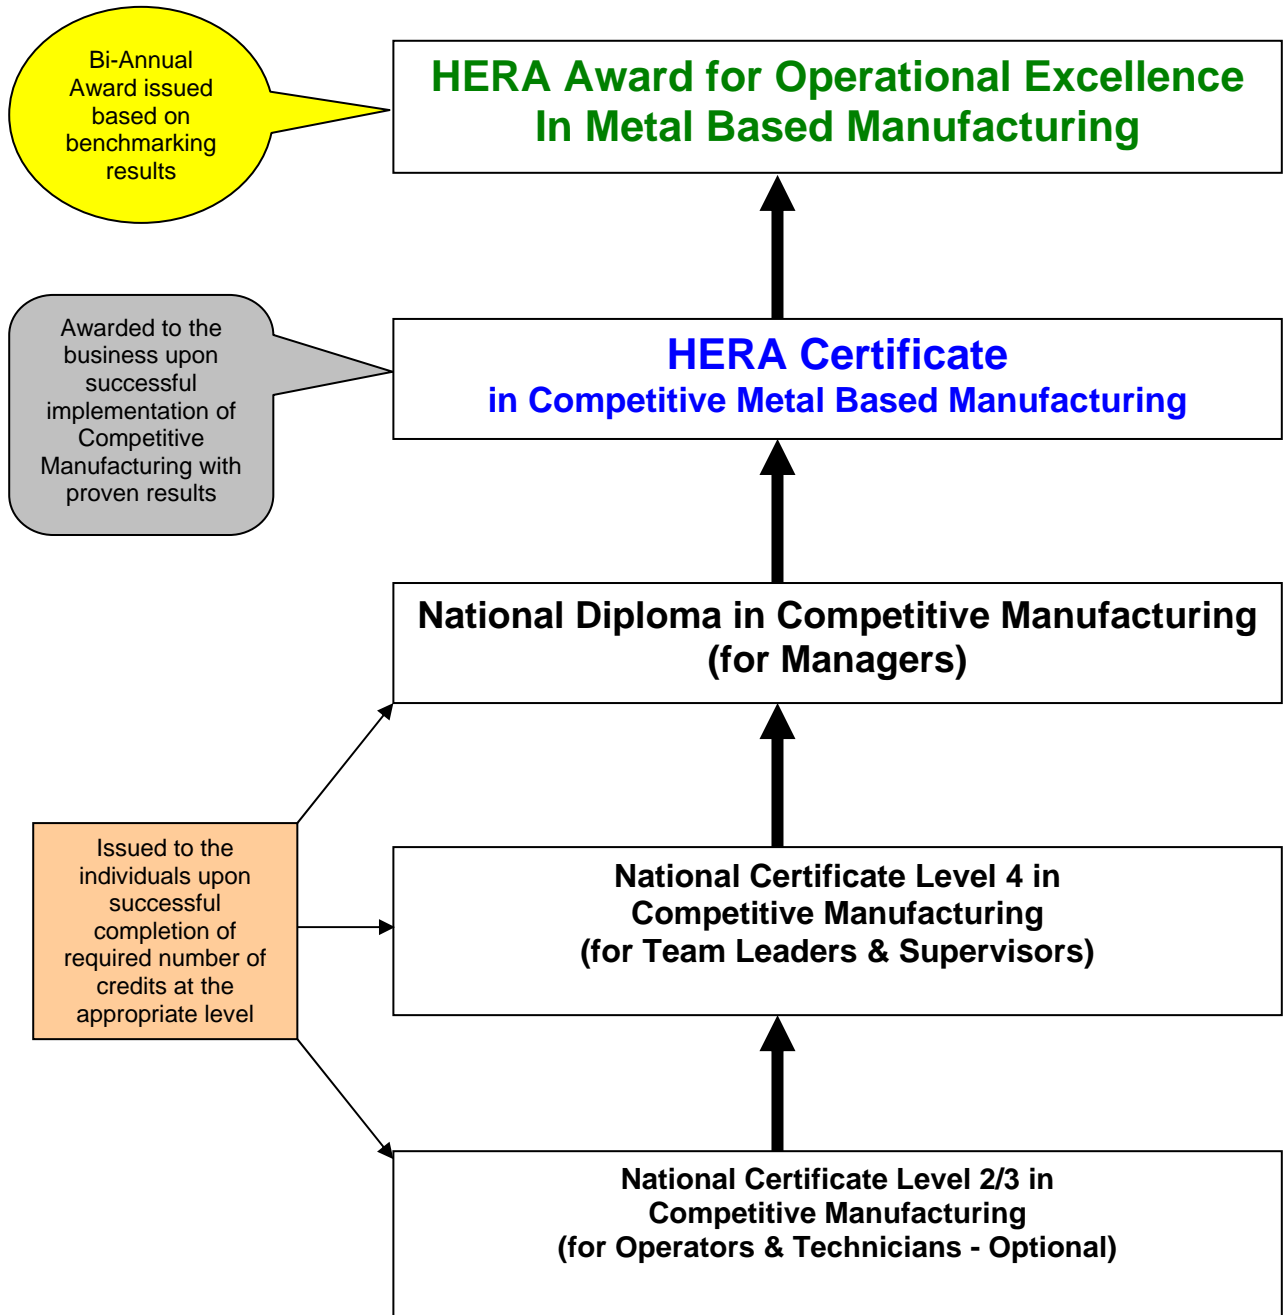 Bi-Annual
Award issued
based on
benchmarking
results
HERA Award for Operational Excellence
In Metal Based Manufacturing
Awarded to the
business upon
successful
implementation of
Competitive
Manufacturing with
proven results
HERA Certificate
in Competitive Metal Based Manufacturing
National Diploma in Competitive Manufacturing
(for Managers)
Issued to the
individuals upon
successful
completion of
required number of
credits at the
appropriate level
National Certificate Level 4 in
Competitive Manufacturing
(for Team Leaders & Supervisors)
National Certificate Level 2/3 in
Competitive Manufacturing
(for Operators & Technicians - Optional)